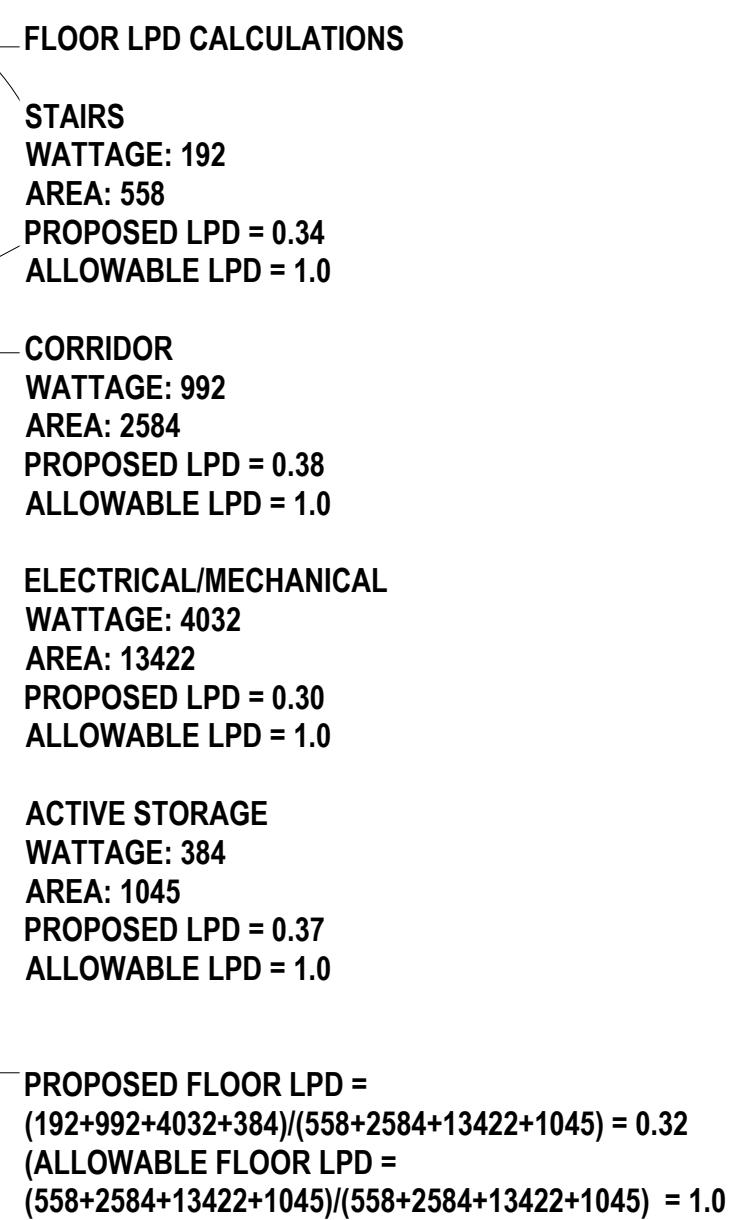 FLOOR LPD CALCULATIONS
STAIRS
WATTAGE: 192
AREA: 558
PROPOSED LPD = 0.34
ALLOWABLE LPD = 1.0
CORRIDOR
WATTAGE: 992
AREA: 2584
PROPOSED LPD = 0.38
ALLOWABLE LPD = 1.0
ELECTRICAL/MECHANICAL
WATTAGE: 4032
AREA: 13422
PROPOSED LPD = 0.30
ALLOWABLE LPD = 1.0
ACTIVE STORAGE
WATTAGE: 384
AREA: 1045
PROPOSED LPD = 0.37
ALLOWABLE LPD = 1.0
PROPOSED FLOOR LPD =
(192+992+4032+384)/(558+2584+13422+1045) = 0.32
(ALLOWABLE FLOOR LPD =
(558+2584+13422+1045)/(558+2584+13422+1045) = 1.0